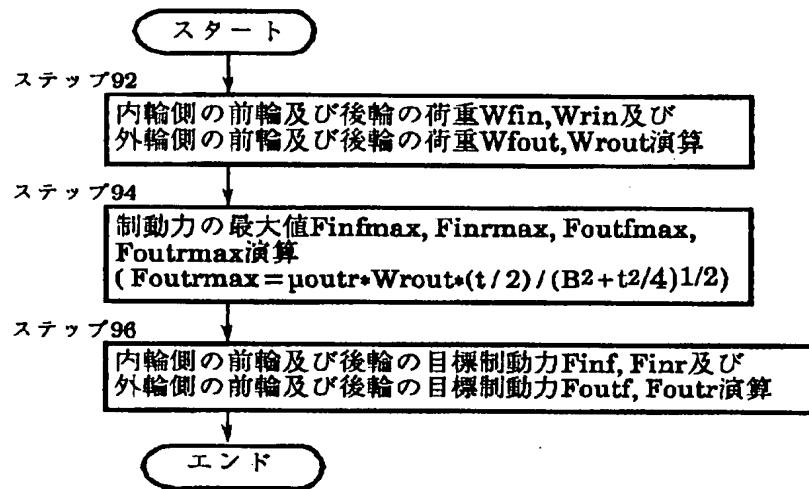 スタート
ステップ92
内輪側の前輪及び後輪の荷重Wfin,Wrin及び
外輪側の前輪及び後輪の荷重Wfout,Wrout演算
ステップ94
制動力の最大値Finfmax, Finrmax, Foutfmax,
Foutrmax演算
( Foutrmax=μoutr*Wrout*(t/2)/(B2+t2/4)1/2)
ステップ96
内輪側の前輪及び後輪の目標制動力Finf, Finr及び
外輪側の前輪及び後輪の目標制動力Foutf, Foutr演算
エンド